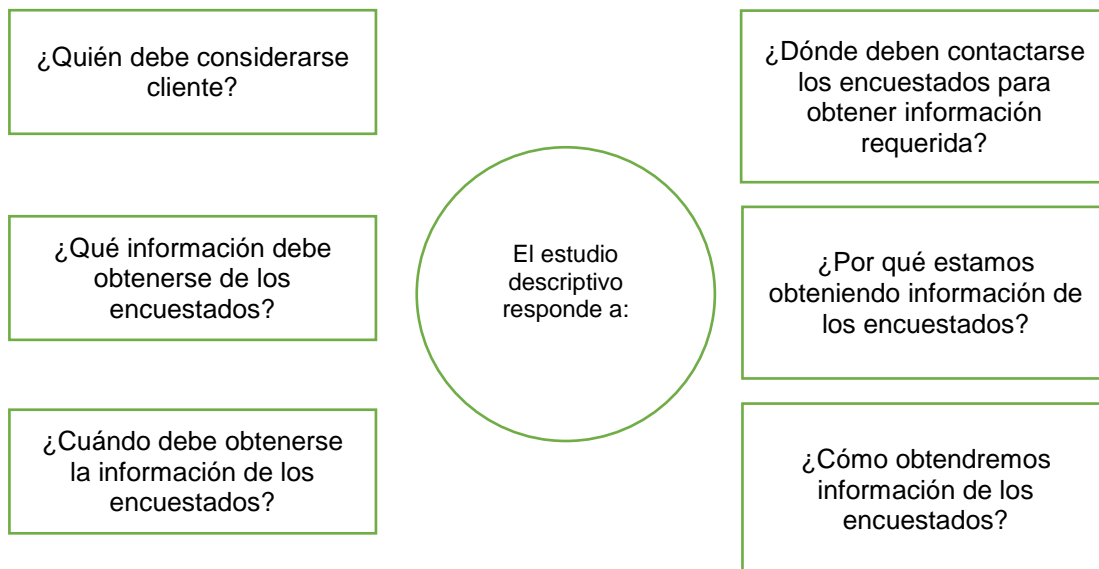 ¿Quién debe considerarse
cliente?
¿Qué información debe
obtenerse de los
encuestados?
¿Cuándo debe obtenerse
la información de los
encuestados?
El estudio
descriptivo
responde a:
¿Dónde deben contactarse
los encuestados para
obtener información
requerida?
¿Por qué estamos
obteniendo información de
los encuestados?
¿Cómo obtendremos
información de los
encuestados?